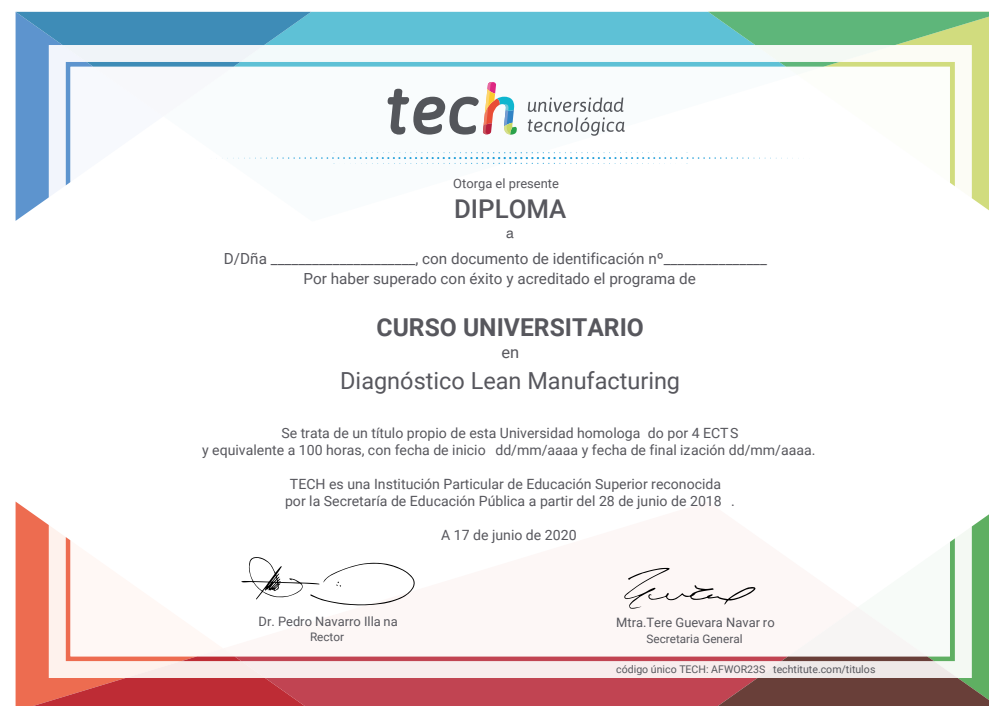 tech universidad
tecnológica
Otorga el presente
DIPLOMA
a
D/Dña ______________________, con documento de identificación nº________________
Por haber superado con éxito y acreditado el programa de
CURSO UNIVERSITARIO
en
Diagnóstico Lean Manufacturing
Se trata de un título propio de esta Universidad homologa do por 4 ECTS
y equivalente a 100 horas, con fecha de inicio dd/mm/aaaa y fecha de final ización dd/mm/aaaa.
TECH es una Institución Particular de Educación Superior reconocida
por la Secretaría de Educación Pública a partir del 28 de junio de 2018 .
A 17 de junio de 2020
Dr. Pedro Navarro Illa na
Rector
Mtra.Tere Guevara Navar ro
Secretaria General
código único TECH: AFWOR23S techtitute.com/titulos